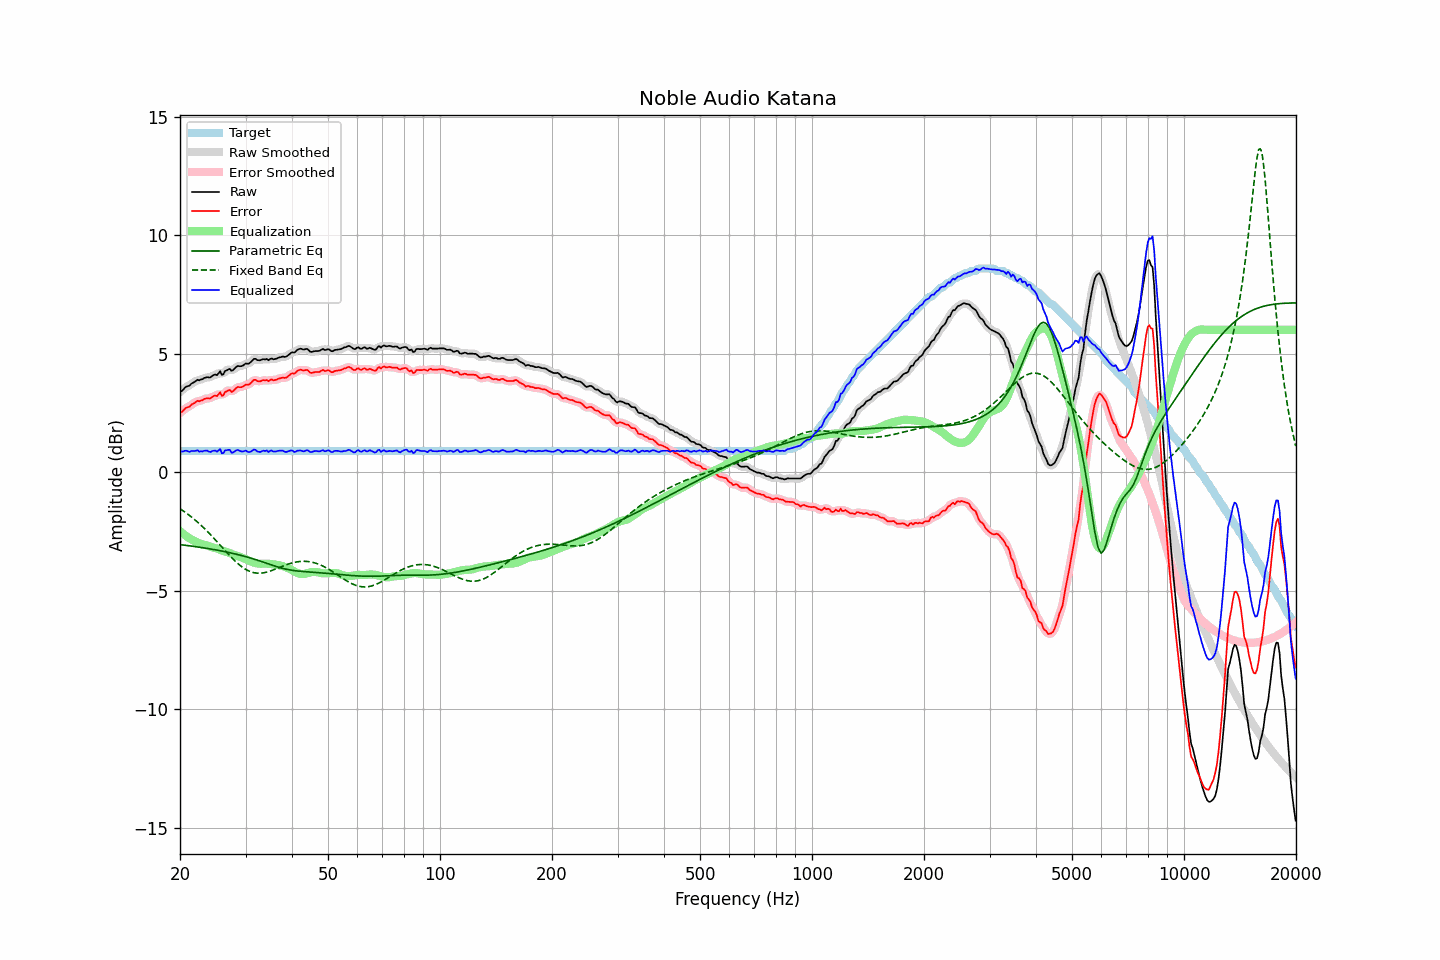 Noble Audio Katana
Amplitude (dBr)
15
10
5
0
−5
−10
−15
Target
Raw Smoothed
Error Smoothed
Raw
Error
Equalization
Parametric Eq
Fixed Band Eq
Equalized
20 50 100 200 500 1000 2000 5000 10000 20000
Frequency (Hz)